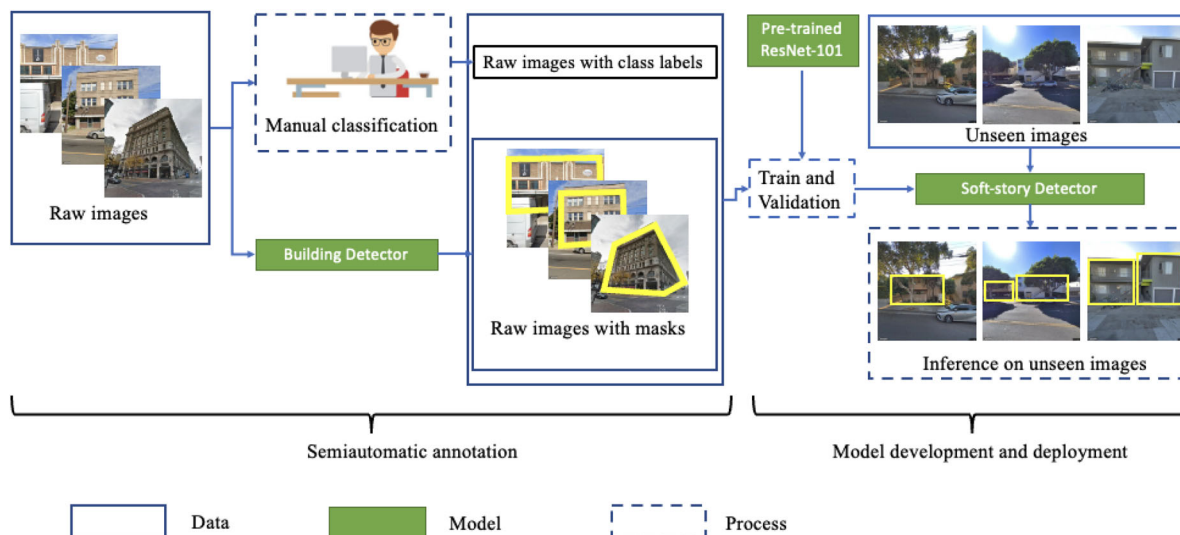 Raw images
Manual classification
Building Detector
Raw images with class labels
Raw images with masks
Pre-trained
ResNet-101
Train and
Validation
Unseen images
Soft-story Detector
Inference on unseen images
Semiautomatic annotation
Model development and deployment
Data
Model
Process